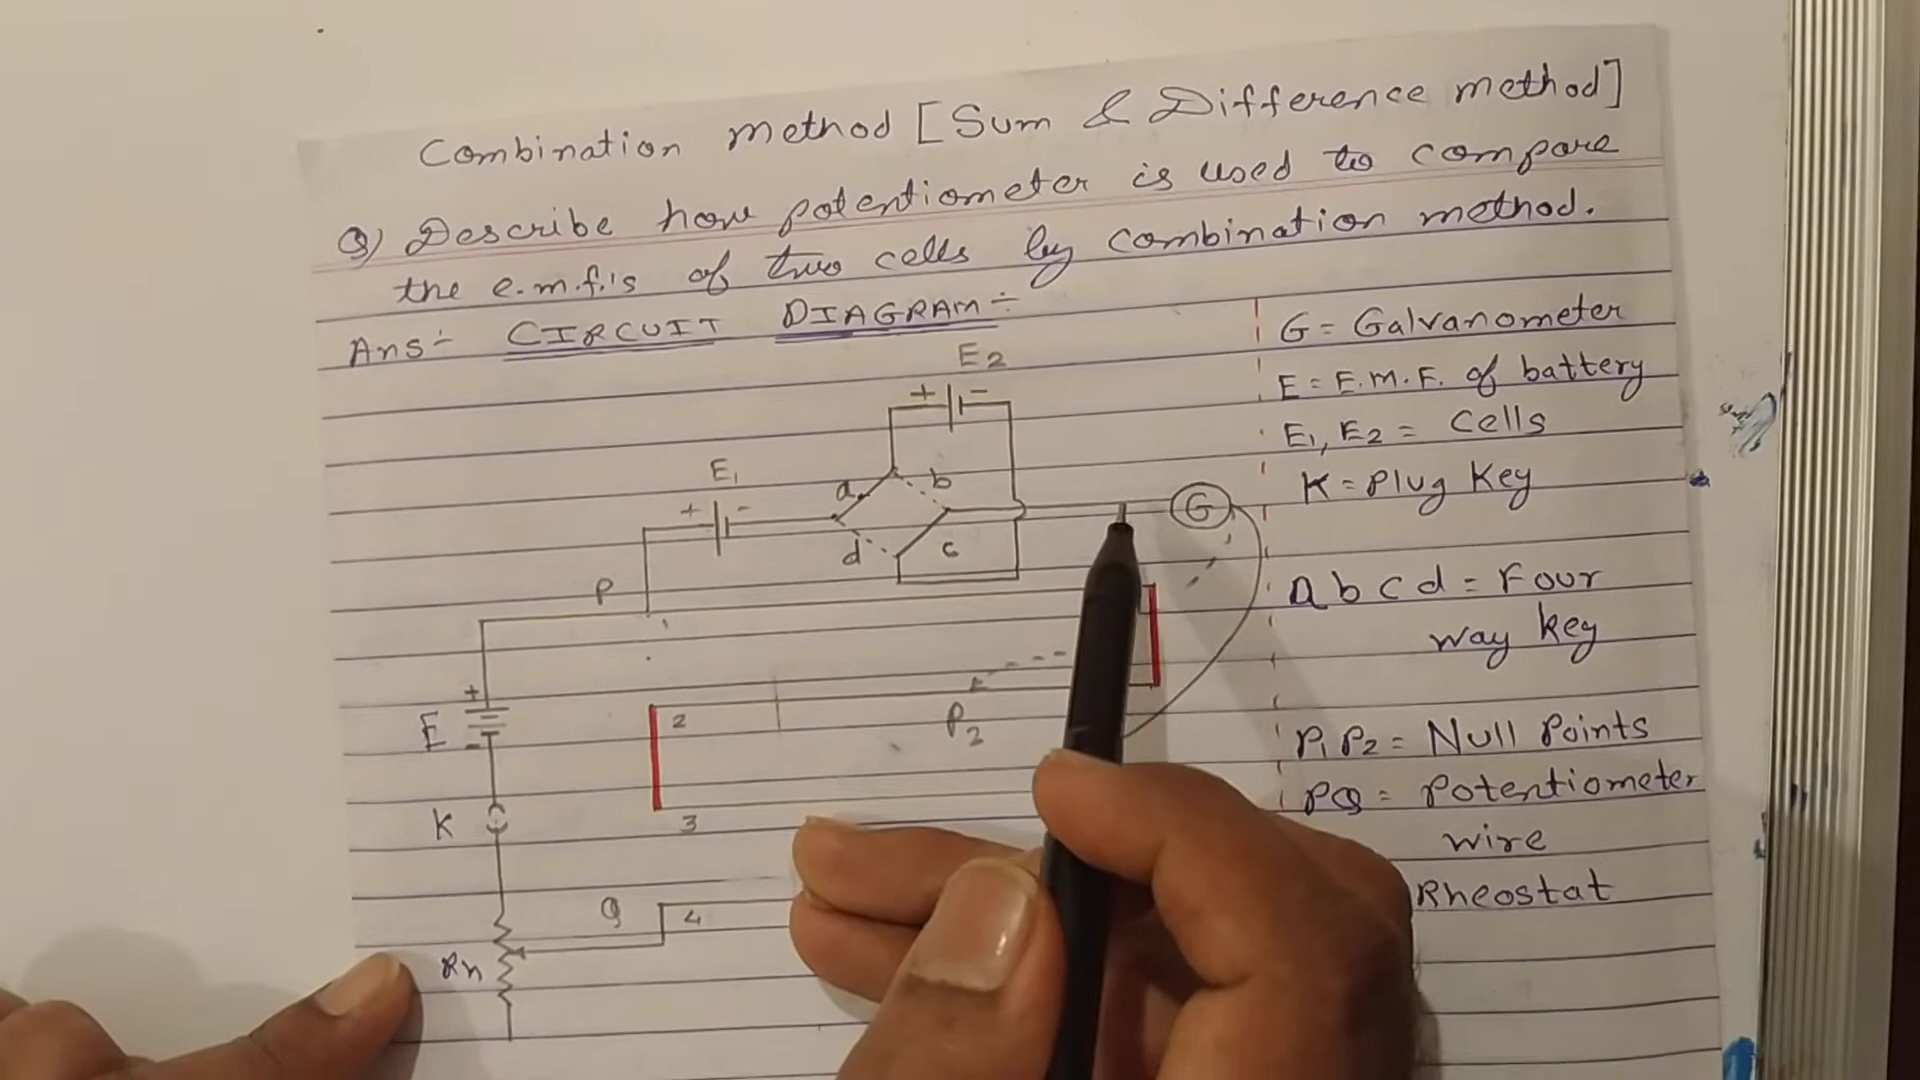 Combination method [Sum & Difference method]
Q) Describe how potentiometer is used to compare
the e.m.f.'s of two cells by combination method.
Ans÷ CIRCUIT DIAGRAM÷
G = Galvanometer
E = E.M.F. of battery
E1, E2 = Cells
K = Plug Key
a b c d = Four
way key
P1 P2 = Null Points
PQ = Potentiometer
wire
Rheostat
E2
+ -
E1
+ -
a b
d c
G
P
1
+
E
-
2
P2
K
3
Q
4
Rh